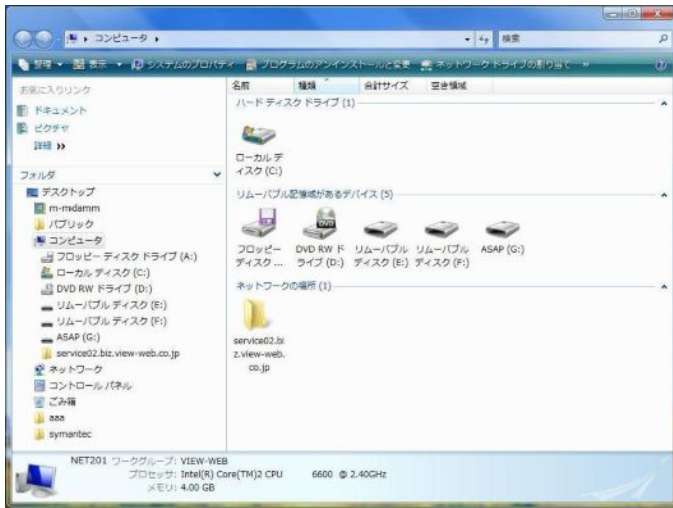 コンピュータ
検索
整理 表示 システムのプロパティ プログラムのアンインストールと変更 ネットワーク ドライブの割り当て »
お気に入りリンク
ドキュメント
ピクチャ
詳細 »
フォルダ
デスクトップ
m-mdamm
パブリック
コンピュータ
フロッピー ディスク ドライブ (A:)
ローカル ディスク (C:)
DVD RW ドライブ (D:)
リムーバブル ディスク (E:)
リムーバブル ディスク (F:)
ASAP (G:)
service02.biz.view-web.co.jp
ネットワーク
コントロール パネル
ごみ箱
aaa
symantec
名前 種類 合計サイズ 空き領域
ハード ディスク ドライブ (1)
ローカル デ
ィスク (C:)
リムーバブル記憶域があるデバイス (5)
フロッピー
ディスク ...
DVD RW ド
ライブ (D:)
リムーバブル
ディスク (E:)
リムーバブル
ディスク (F:)
ASAP (G:)
ネットワークの場所 (1)
service02.bi
z.view-web.
co.jp
NET201 ワークグループ: VIEW-WEB
プロセッサ: Intel(R) Core(TM)2 CPU 6600 @ 2.40GHz
メモリ: 4.00 GB